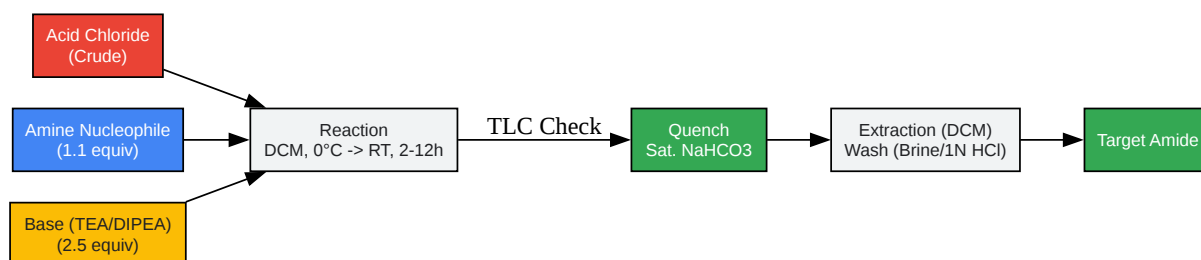 Acid Chloride
(Crude)
Amine Nucleophile
(1.1 equiv)
Base (TEA/DIPEA)
(2.5 equiv)
Reaction
DCM, 0°C -> RT, 2-12h
TLC Check
Quench
Sat. NaHCO3
Extraction (DCM)
Wash (Brine/1N HCl)
Target Amide